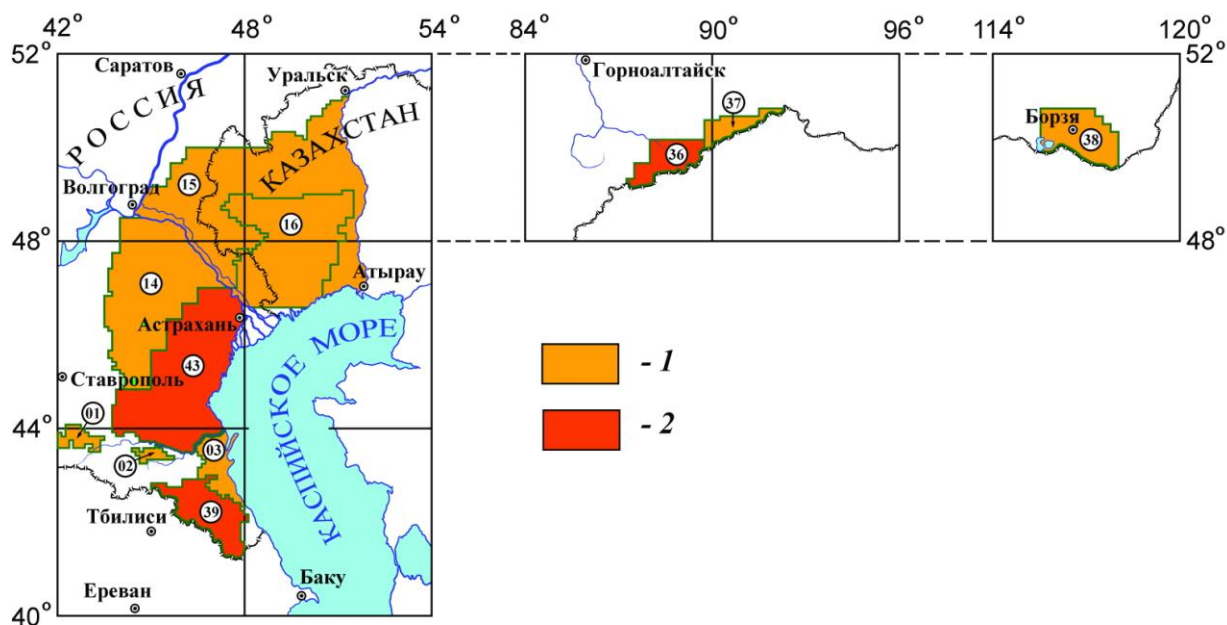 42° 48° 54° 84° 90° 96° 114° 120°
52° 52°
Саратов
Уральск
Горноалтайск
РОССИЯ
КАЗАХСТАН
37
Борзя
36
38
15
Волгоград
16
48° 48°
14
Атырау
Астрахань
КАСПИЙСКОЕ МОРЕ
- 1
43
Ставрополь
- 2
01
44° 44°
03
02
39
Тбилиси
Баку
Ереван
40° 40°